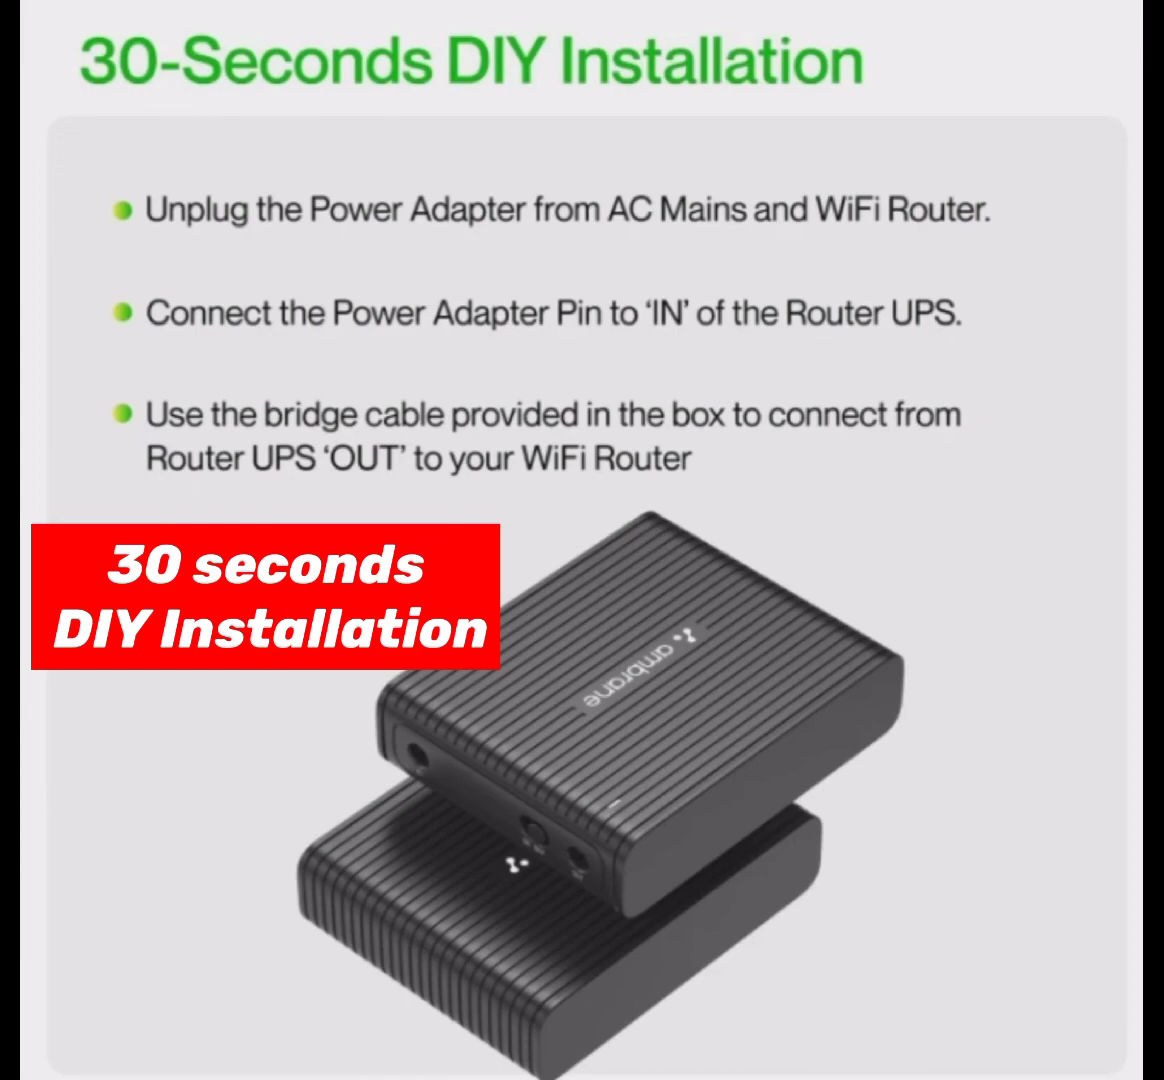 30-Seconds DIY Installation
Unplug the Power Adapter from AC Mains and WiFi Router.
Connect the Power Adapter Pin to ‘IN’ of the Router UPS.
Use the bridge cable provided in the box to connect from
Router UPS ‘OUT’ to your WiFi Router
30 seconds
DIY Installation
ambrane